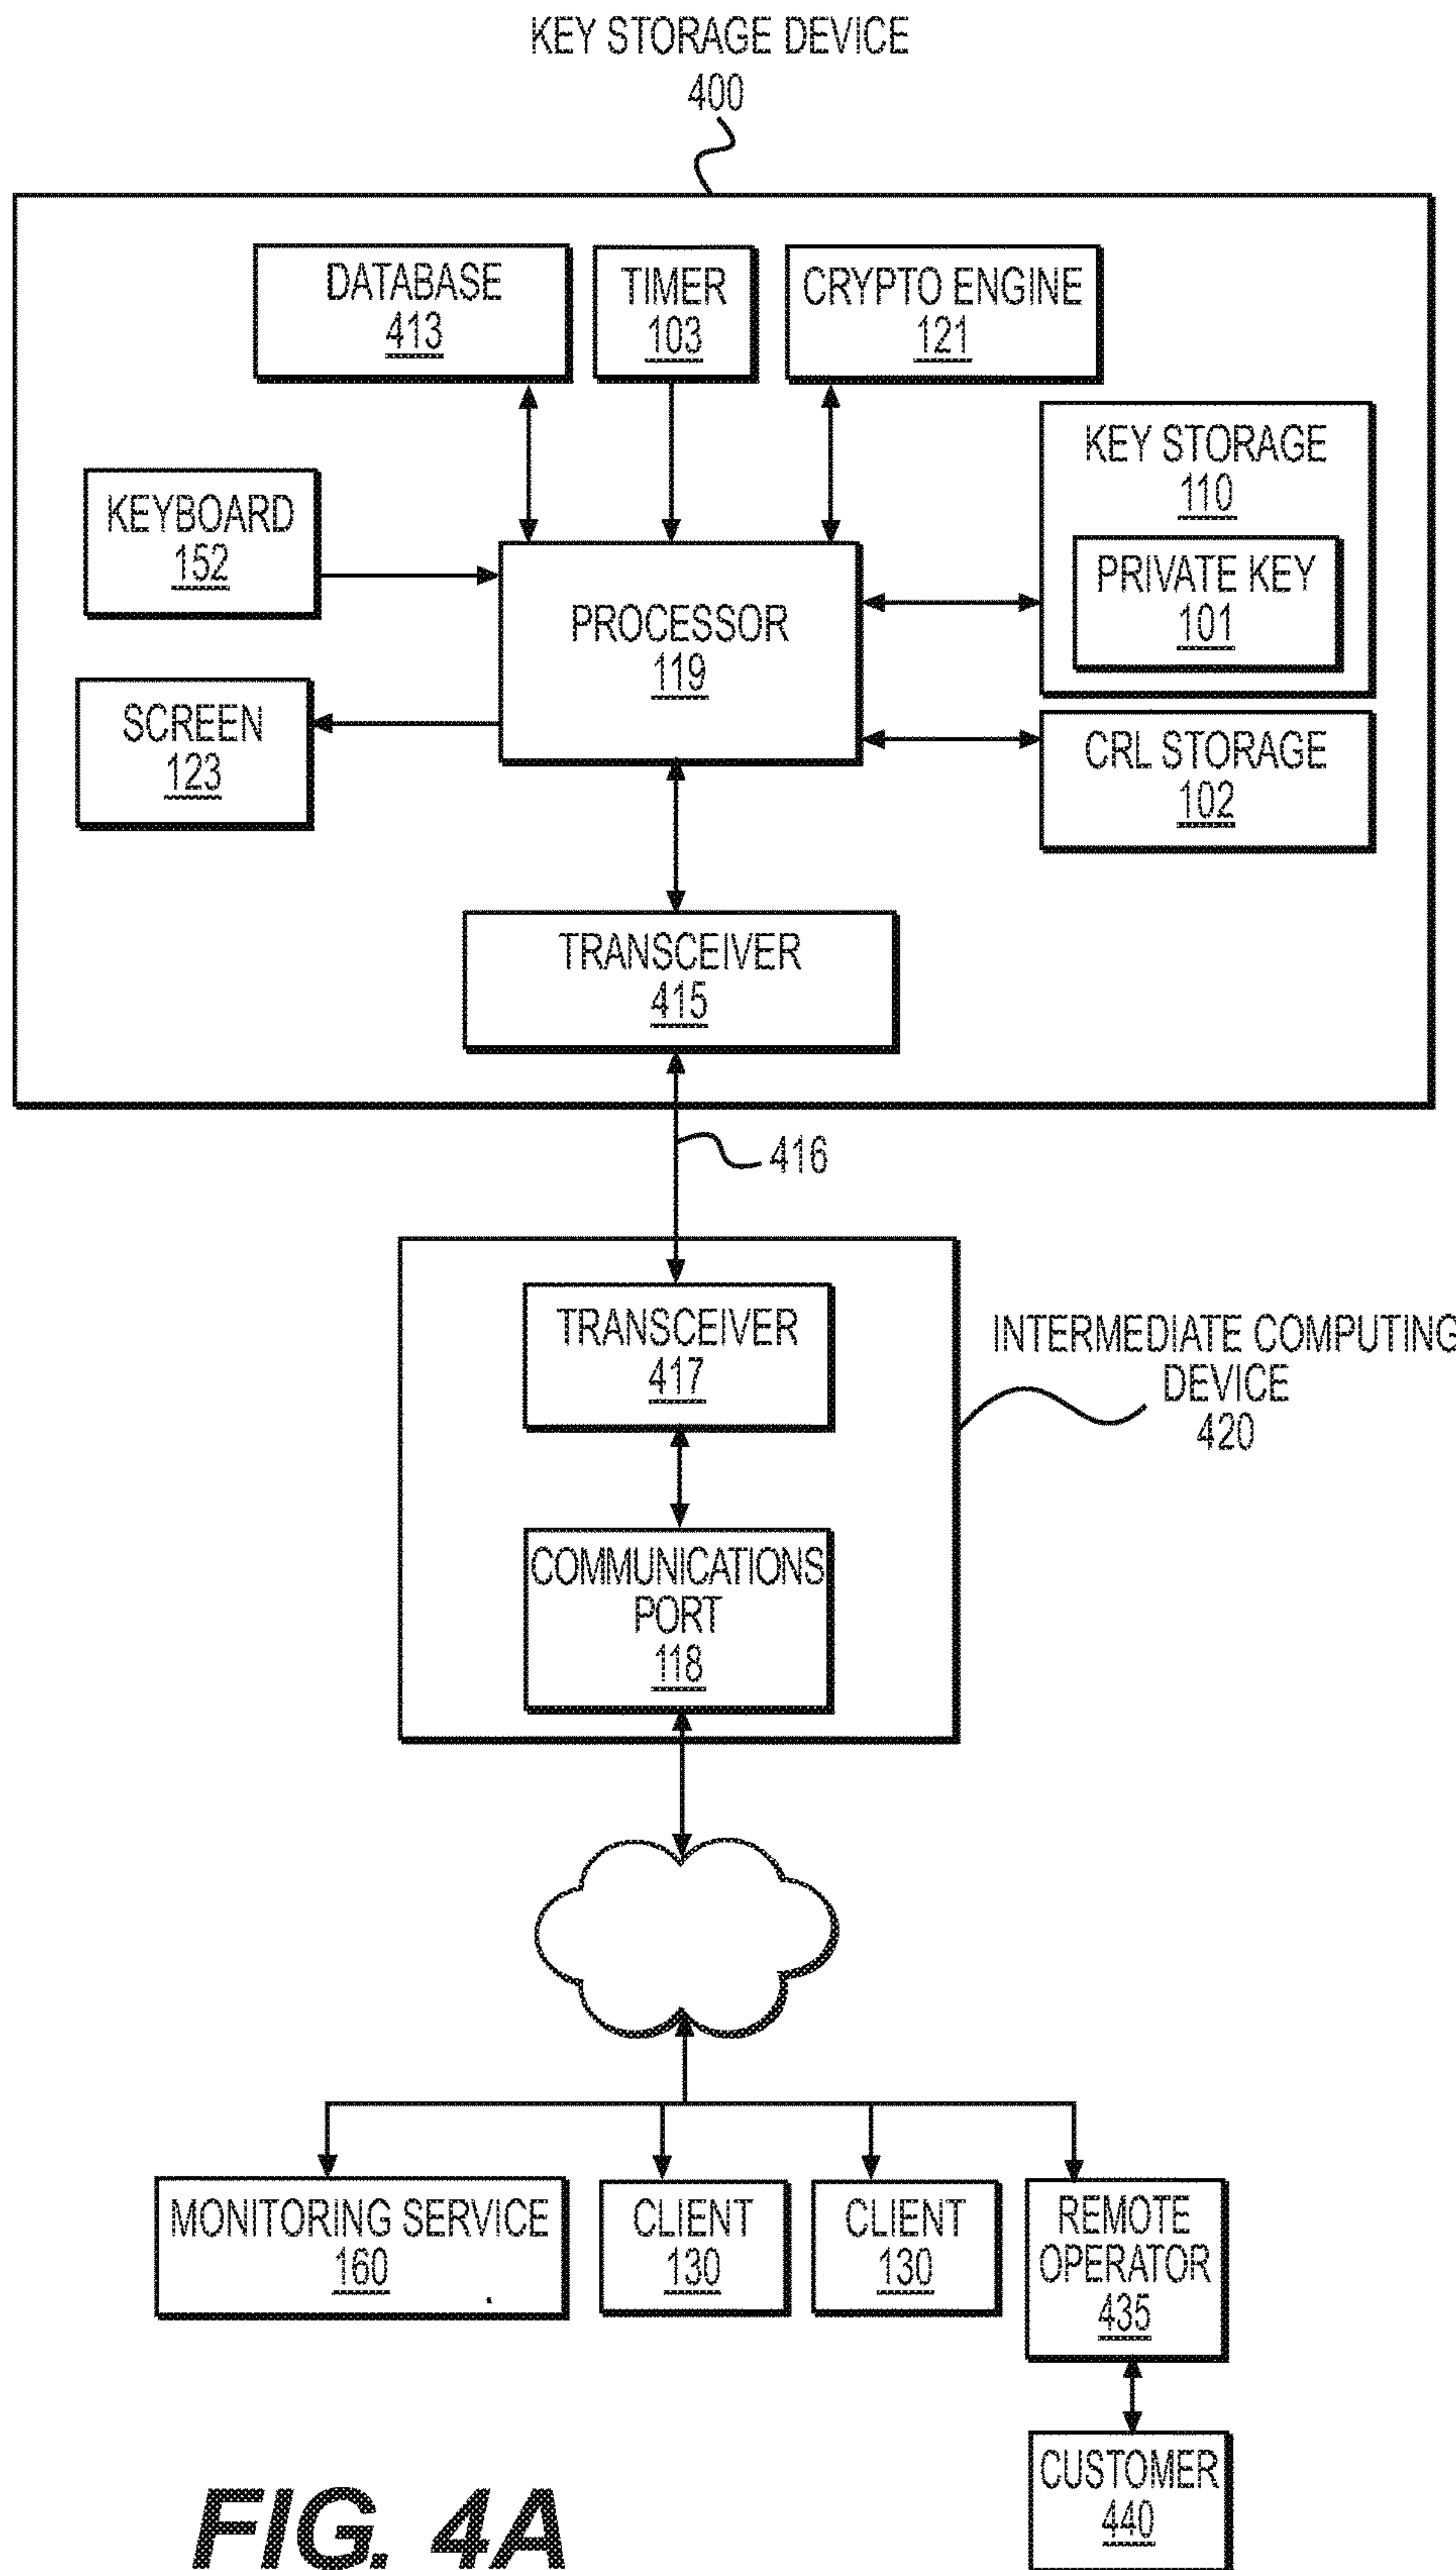 KEY STORAGE DEVICE
400
DATABASE
413
TIMER
103
CRYPTO ENGINE
121
KEY STORAGE
110
PRIVATE KEY
101
KEYBOARD
152
PROCESSOR
119
SCREEN
123
CRL STORAGE
102
TRANSCEIVER
415
416
TRANSCEIVER
417
INTERMEDIATE COMPUTING
DEVICE
420
COMMUNICATIONS
PORT
118
MONITORING SERVICE
160
CLIENT
130
CLIENT
130
REMOTE
OPERATOR
435
CUSTOMER
440
FIG. 4A